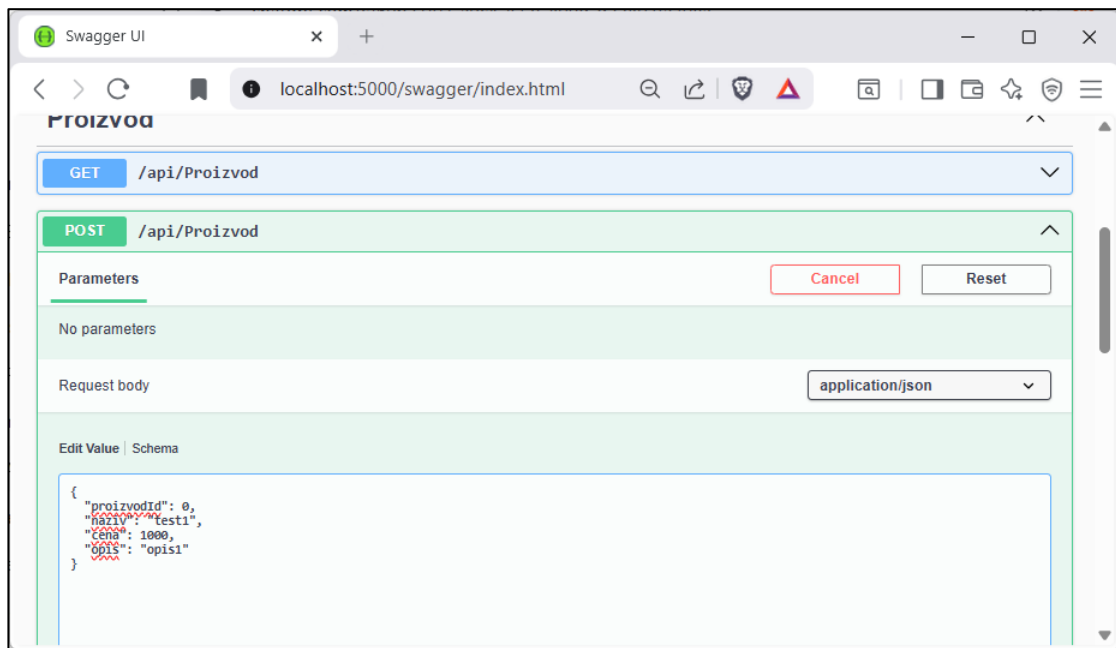 Swagger UI
localhost:5000/swagger/index.html
Proizvod
GET /api/Proizvod
POST /api/Proizvod
Parameters
Cancel
Reset
No parameters
Request body
application/json
Edit Value | Schema
{
"proizvodId": 0,
"naziv": "test1",
"cena": 1000,
"opis": "opis1"
}